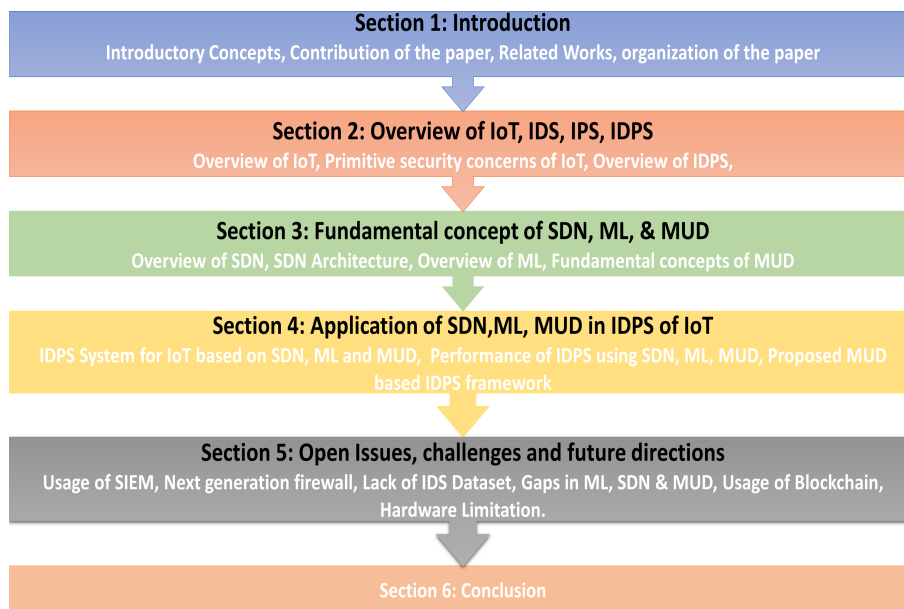 Section 1: Introduction
Introductory Concepts, Contribution of the paper, Related Works, organization of the paper
Section 2: Overview of IoT, IDS, IPS, IDPS
Overview of IoT, Primitive security concerns of IoT, Overview of IDPS,
Section 3: Fundamental concept of SDN, ML, & MUD
Overview of SDN, SDN Architecture, Overview of ML, Fundamental concepts of MUD
Section 4: Application of SDN,ML, MUD in IDPS of IoT
IDPS System for IoT based on SDN, ML and MUD, Performance of IDPS using SDN, ML, MUD, Proposed MUD
based IDPS framework
Section 5: Open Issues, challenges and future directions
Usage of SIEM, Next generation firewall, Lack of IDS Dataset, Gaps in ML, SDN & MUD, Usage of Blockchain,
Hardware Limitation.
Section 6: Conclusion